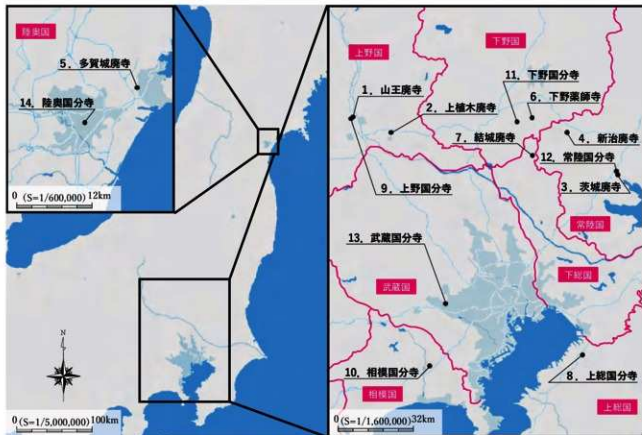 陸奥国
5．多賀城廃寺
14．陸奥国分寺
0 (S=1/600,000) 12km
N
0 (S=1/5,000,000) 100km
上野国
下野国
1．山王廃寺
11．下野国分寺
6．下野薬師寺
2．上植木廃寺
7．結城廃寺
4．新治廃寺
12．常陸国分寺
3．茨城廃寺
9．上野国分寺
常陸国
13．武蔵国分寺
下総国
武蔵国
10．相模国分寺
8．上総国分寺
相模国
上総国
0 (S=1/1,600,000) 32km